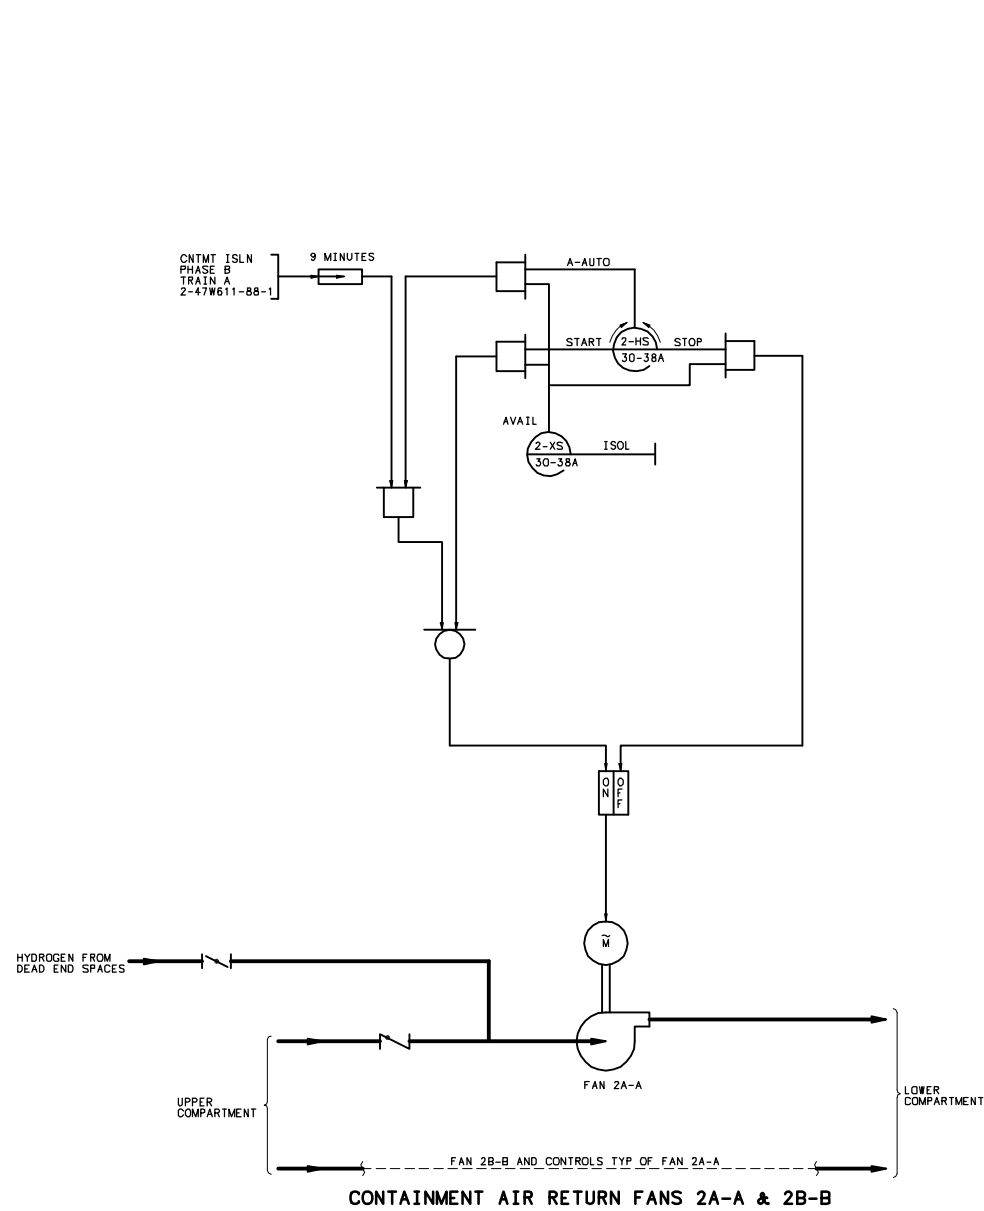 CNTMT ISLN
PHASE B
TRAIN A
2-47W611-88-1
9 MINUTES
A-AUTO
START
2-HS
30-38A
STOP
AVAIL
2-XS
30-38A
ISOL
ON
OFF
M
HYDROGEN FROM
DEAD END SPACES
FAN 2A-A
UPPER
COMPARTMENT
LOWER
COMPARTMENT
FAN 2B-B AND CONTROLS TYP OF FAN 2A-A
CONTAINMENT AIR RETURN FANS 2A-A & 2B-B